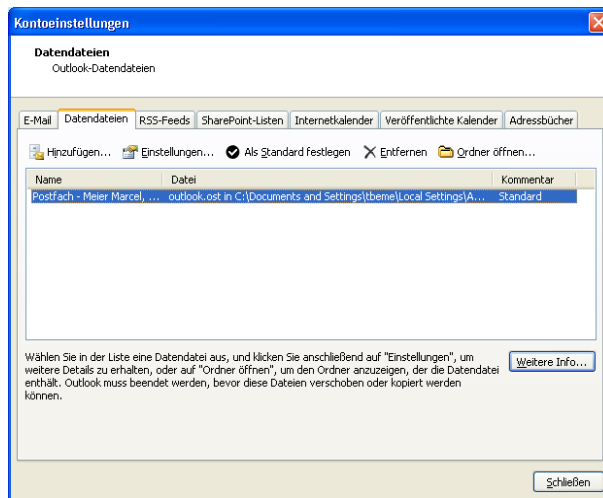 Kontoeinstellungen
Datendateien
Outlook-Datendateien
E-Mail Datendateien RSS-Feeds SharePoint-Listen Internetkalender Veröffentlichte Kalender Adressbücher
Hinzufügen... Einstellungen... Als Standard festlegen Entfernen Ordner öffnen...
Name Datei Kommentar
Postfach - Meier Marcel, ... outlook.ost in C:\Documents and Settings\tbeme\Local Settings\A... Standard
Wählen Sie in der Liste eine Datendatei aus, und klicken Sie anschließend auf "Einstellungen", um
weitere Details zu erhalten, oder auf "Ordner öffnen", um den Ordner anzuzeigen, der die Datendatei
enthält. Outlook muss beendet werden, bevor diese Dateien verschoben oder kopiert werden
können.
Weitere Info...
Schließen